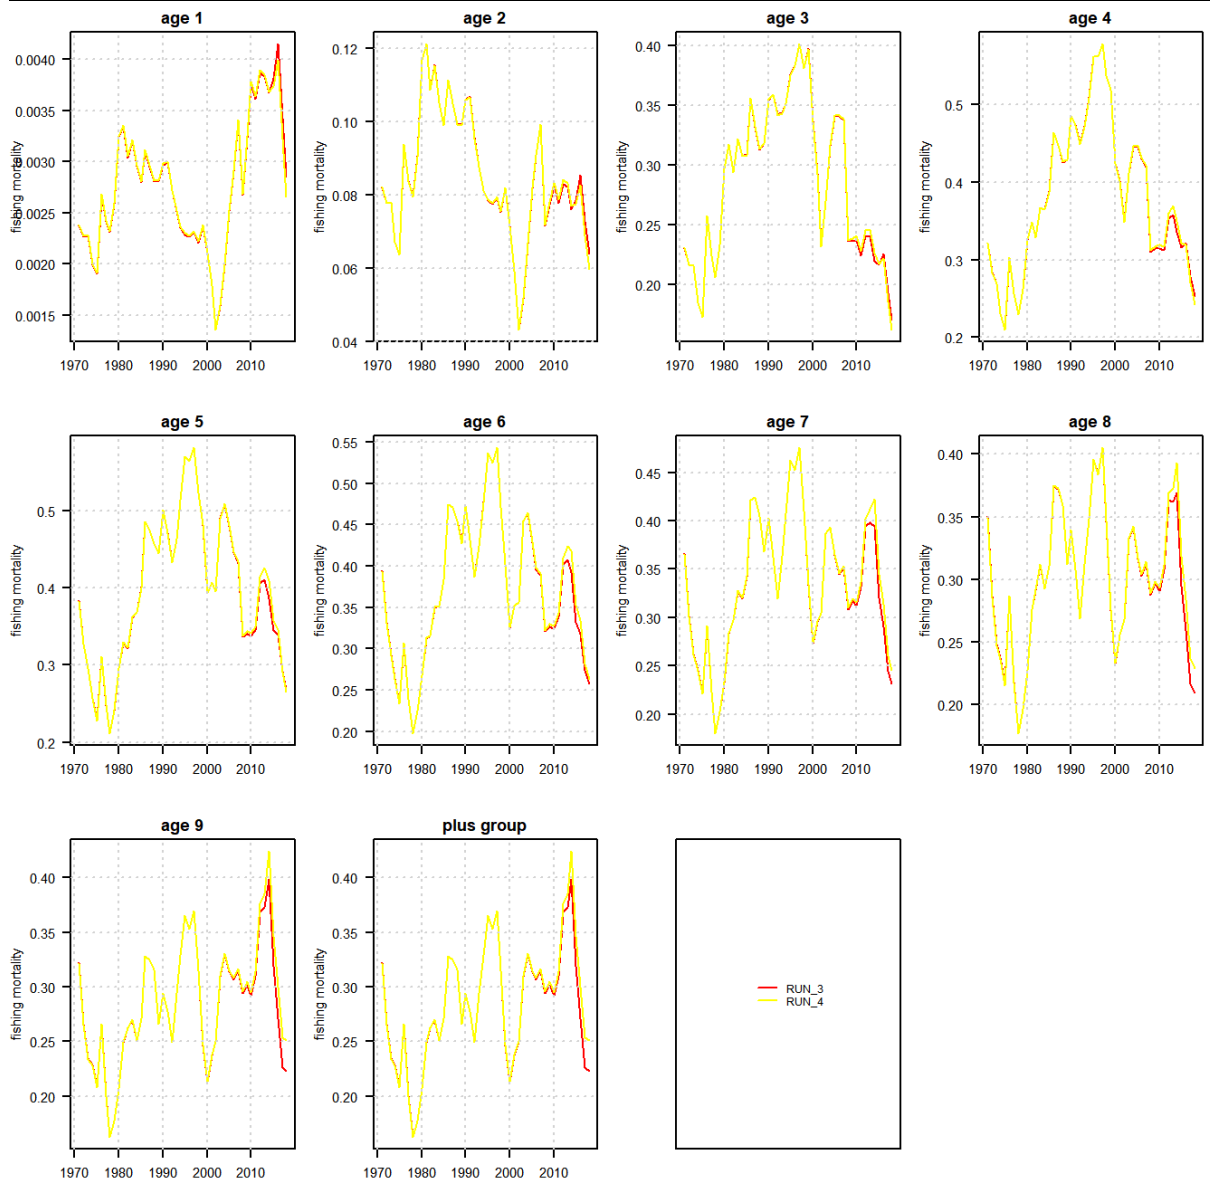 age 1
age 2
age 3
age 4
fishing mortality
0.0040
0.0035
0.0030
0.0025
0.0020
0.0015
1970 1980 1990 2000 2010
fishing mortality
0.12
0.10
0.08
0.06
0.04
1970 1980 1990 2000 2010
fishing mortality
0.40
0.35
0.30
0.25
0.20
1970 1980 1990 2000 2010
fishing mortality
0.5
0.4
0.3
0.2
1970 1980 1990 2000 2010
age 5
age 6
age 7
age 8
fishing mortality
0.5
0.4
0.3
0.2
1970 1980 1990 2000 2010
fishing mortality
0.55
0.50
0.45
0.40
0.35
0.30
0.25
0.20
1970 1980 1990 2000 2010
fishing mortality
0.45
0.40
0.35
0.30
0.25
0.20
1970 1980 1990 2000 2010
fishing mortality
0.40
0.35
0.30
0.25
0.20
1970 1980 1990 2000 2010
age 9
plus group
fishing mortality
0.40
0.35
0.30
0.25
0.20
1970 1980 1990 2000 2010
fishing mortality
0.40
0.35
0.30
0.25
0.20
1970 1980 1990 2000 2010
RUN_3
RUN_4